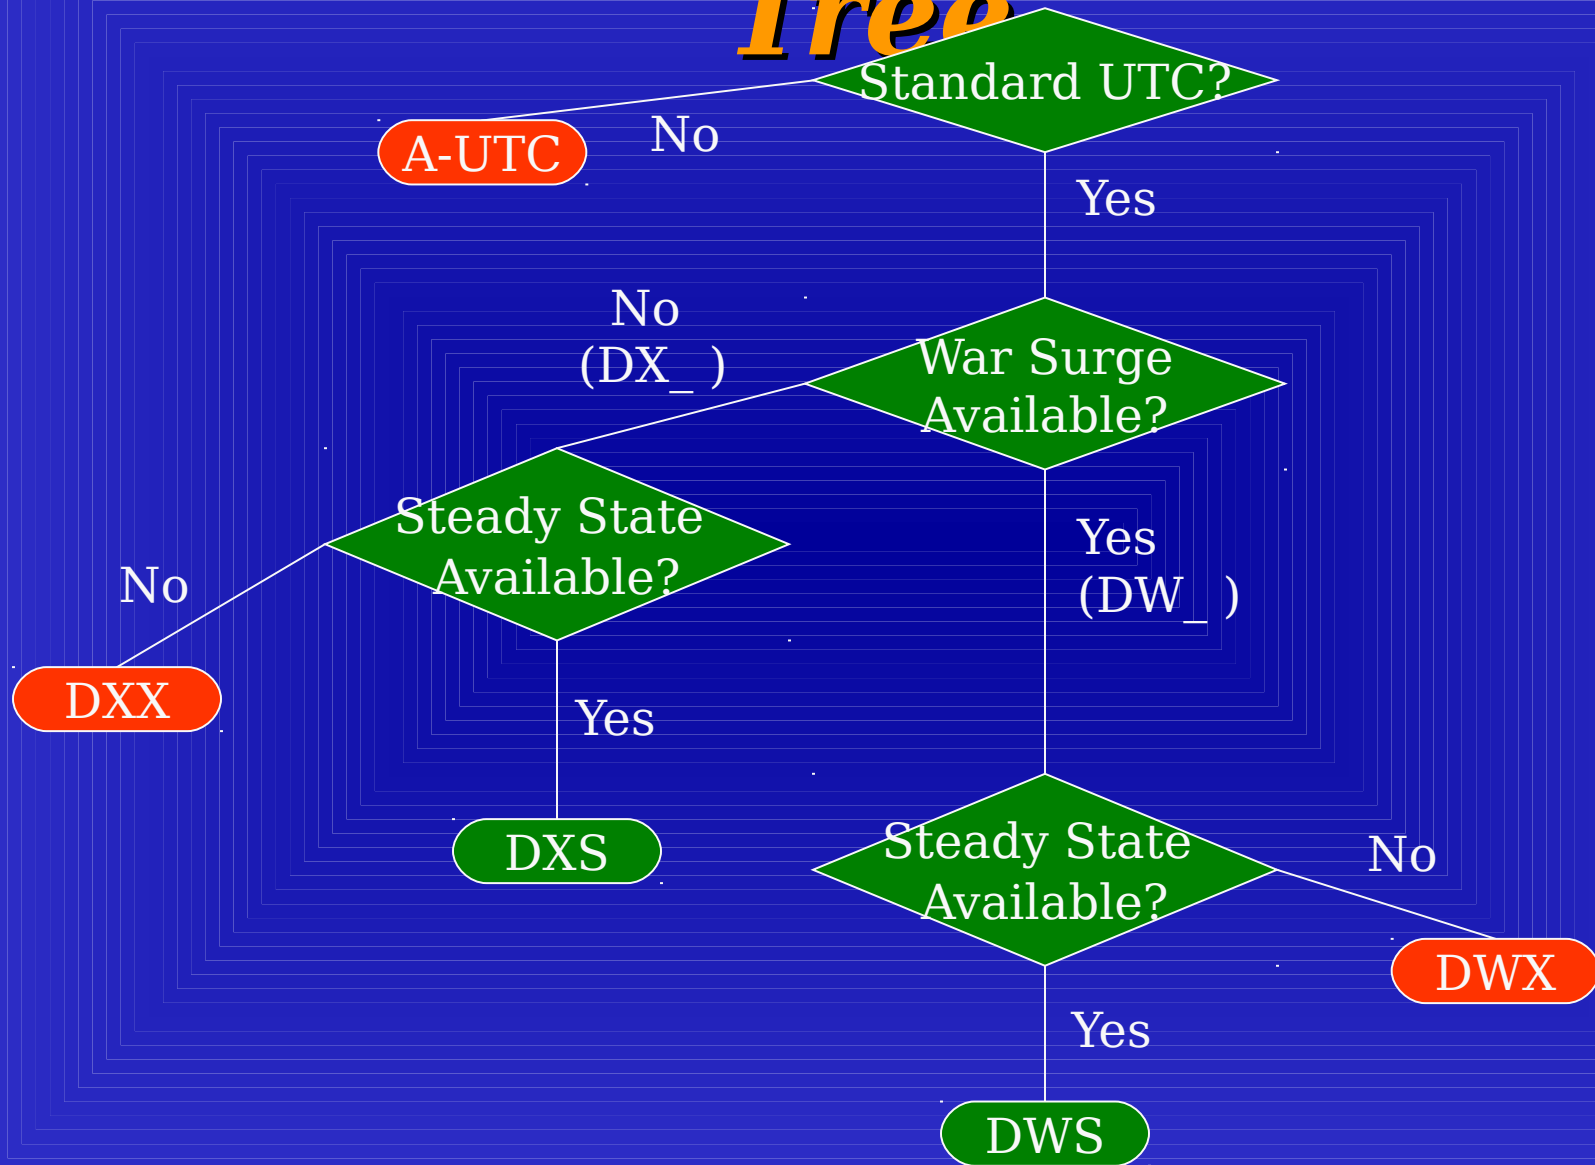 Tree
Standard UTC?
No
A-UTC
Yes
No
(DX_ )
War Surge
Available?
Steady State
Available?
Yes
(DW_ )
No
DXX
Yes
DXS
Steady State
Available?
No
DWX
Yes
DWS